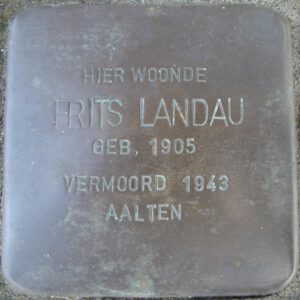 HIER WOONDE
FRITS LANDAU
GEB. 1905
VERMOORD 1943
AALTEN